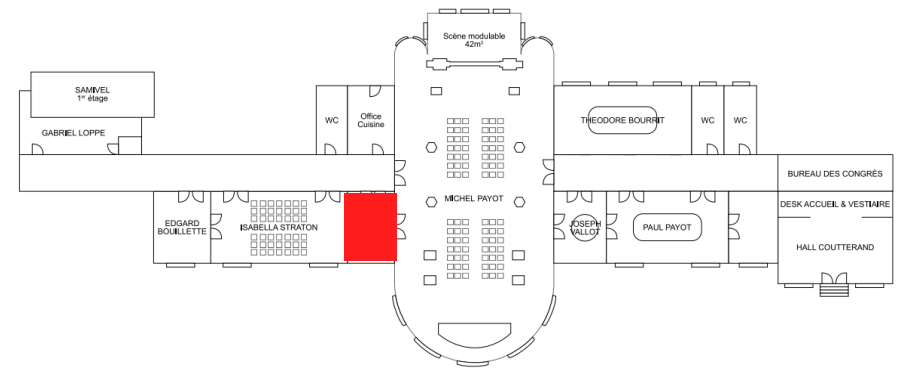 Scène modulable
42m²
SAMIVEL
1er étage
GABRIEL LOPPE
WC
Office
Cuisine
THEODORE BOURRIT
WC
WC
BUREAU DES CONGRÈS
MICHEL PAYOT
DESK ACCUEIL & VESTIAIRE
EDGARD
BOUILLETTE
ISABELLA STRATON
JOSEPH
VALLOT
PAUL PAYOT
HALL COUTTERAND